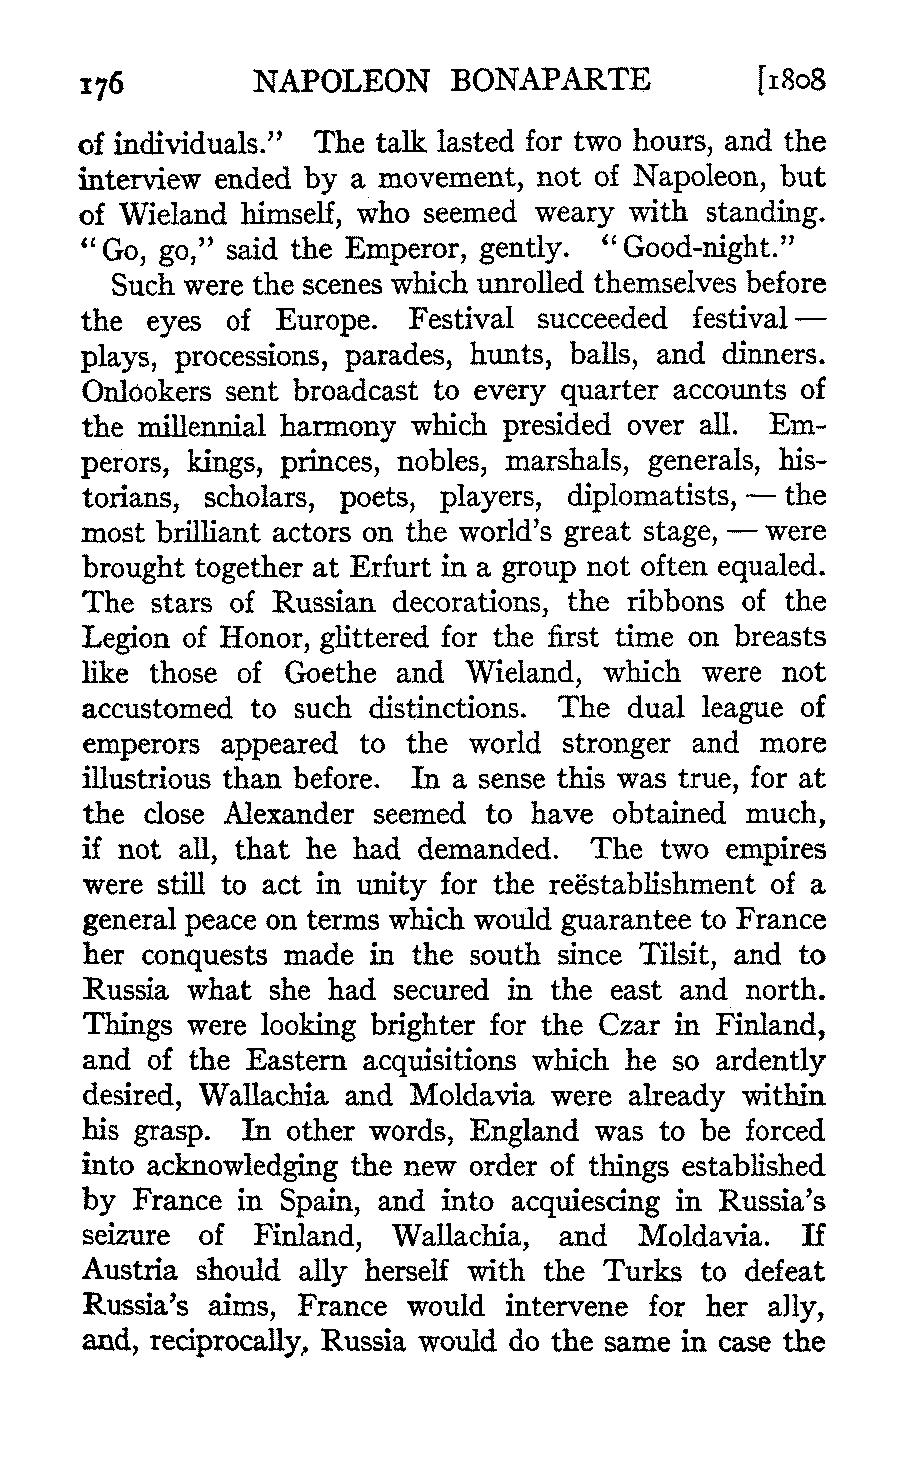 176 NAPOLEON BONAPARTE [1808
of individuals." The talk lasted for two hours, and the
interview ended by a movement, not of Napoleon, but
of Wieland himself, who seemed weary with standing.
"Go, go," said the Emperor, gently. "Good-night."
Such were the scenes which unrolled themselves before
the eyes of Europe. Festival succeeded festival —
plays, processions, parades, hunts, balls, and dinners.
Onlookers sent broadcast to every quarter accounts of
the millennial harmony which presided over all. Em-
perors, kings, princes, nobles, marshals, generals, his-
torians, scholars, poets, players, diplomatists, — the
most brilliant actors on the world's great stage, — were
brought together at Erfurt in a group not often equaled.
The stars of Russian decorations, the ribbons of the
Legion of Honor, glittered for the first time on breasts
like those of Goethe and Wieland, which were not
accustomed to such distinctions. The dual league of
emperors appeared to the world stronger and more
illustrious than before. In a sense this was true, for at
the close Alexander seemed to have obtained much,
if not all, that he had demanded. The two empires
were still to act in unity for the reëstablishment of a
general peace on terms which would guarantee to France
her conquests made in the south since Tilsit, and to
Russia what she had secured in the east and north.
Things were looking brighter for the Czar in Finland,
and of the Eastern acquisitions which he so ardently
desired, Wallachia and Moldavia were already within
his grasp. In other words, England was to be forced
into acknowledging the new order of things established
by France in Spain, and into acquiescing in Russia's
seizure of Finland, Wallachia, and Moldavia. If
Austria should ally herself with the Turks to defeat
Russia's aims, France would intervene for her ally,
and, reciprocally, Russia would do the same in case the